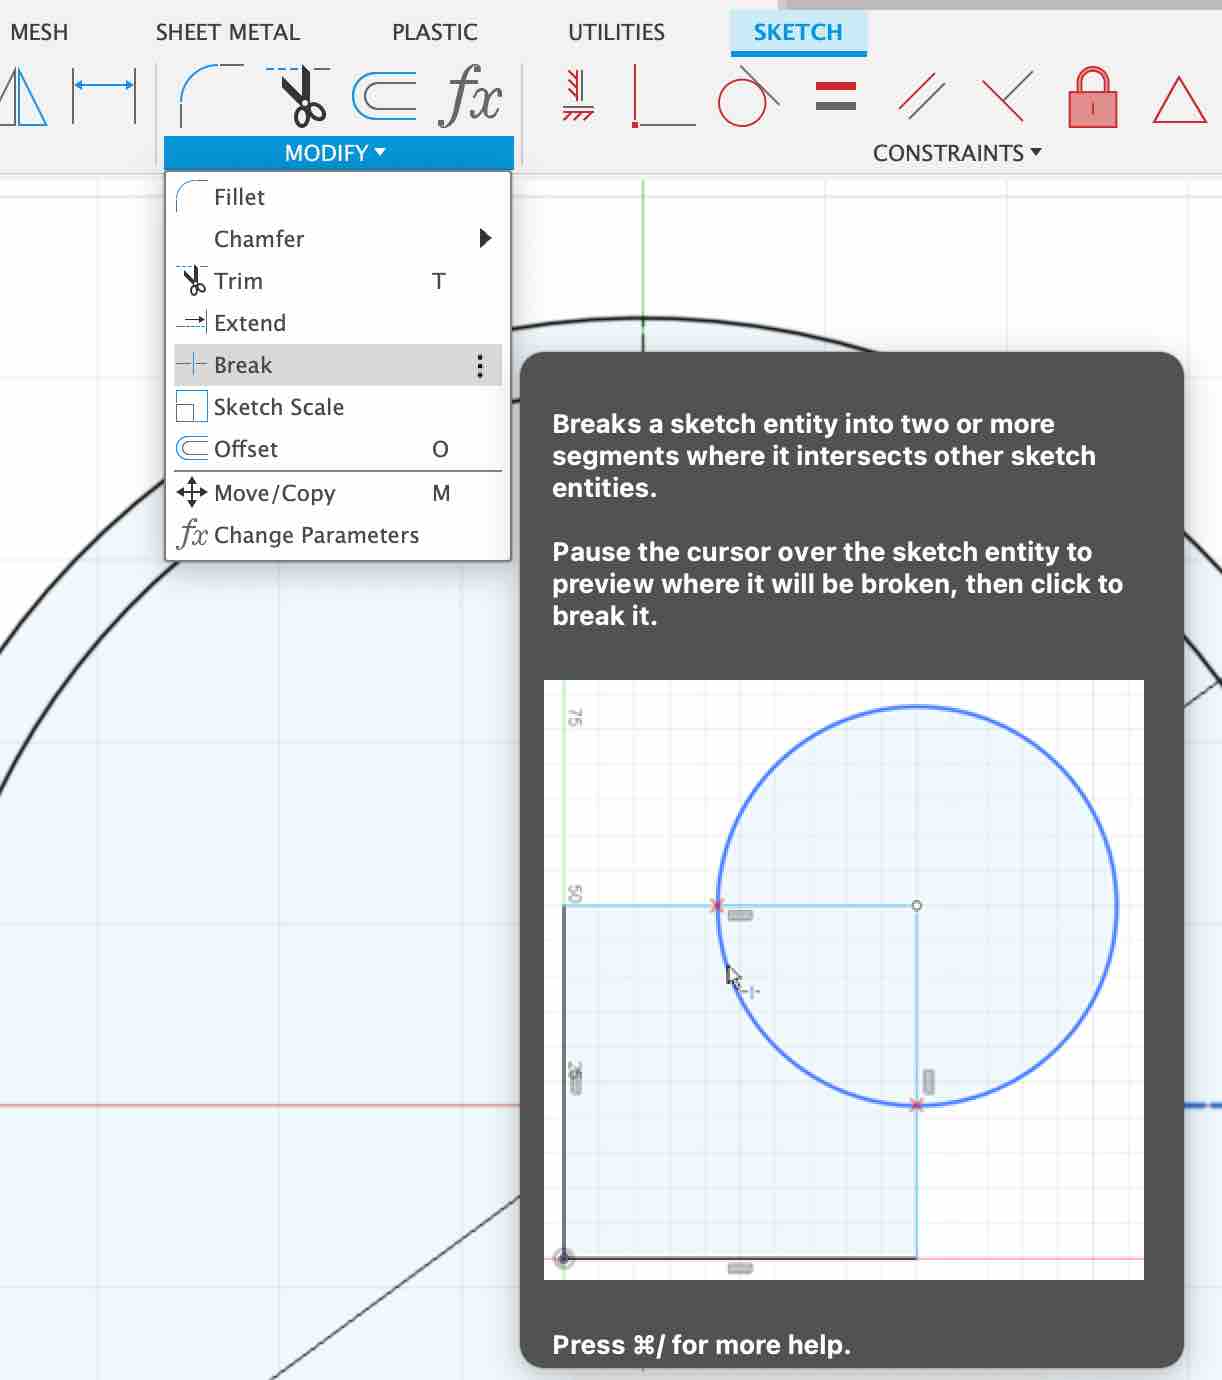 MESH SHEET METAL PLASTIC UTILITIES SKETCH
fx
MODIFY CONSTRAINTS
Fillet
Chamfer
Trim T
Extend
Break
Sketch Scale
Offset O
Move/Copy M
fx Change Parameters
Breaks a sketch entity into two or more
segments where it intersects other sketch
entities.
Pause the cursor over the sketch entity to
preview where it will be broken, then click to
break it.
75
50
25
Press ⌘/ for more help.